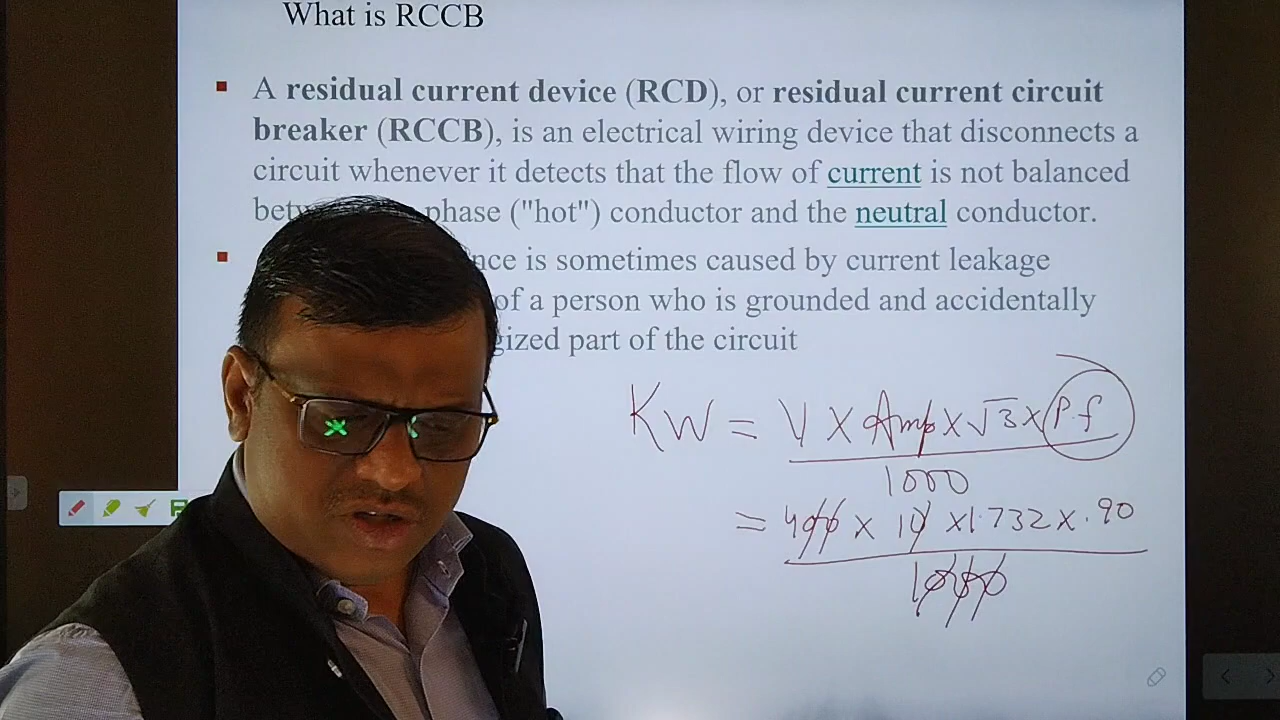 What is RCCB
A residual current device (RCD), or residual current circuit
breaker (RCCB), is an electrical wiring device that disconnects a
circuit whenever it detects that the flow of current is not balanced
phase ("hot") conductor and the neutral conductor.
is sometimes caused by current leakage
of a person who is grounded and accidentally
part of the circuit
KW = V X Amp x √3 x P.f
1000
= 400 x 10 x 1.732 x .90
1000